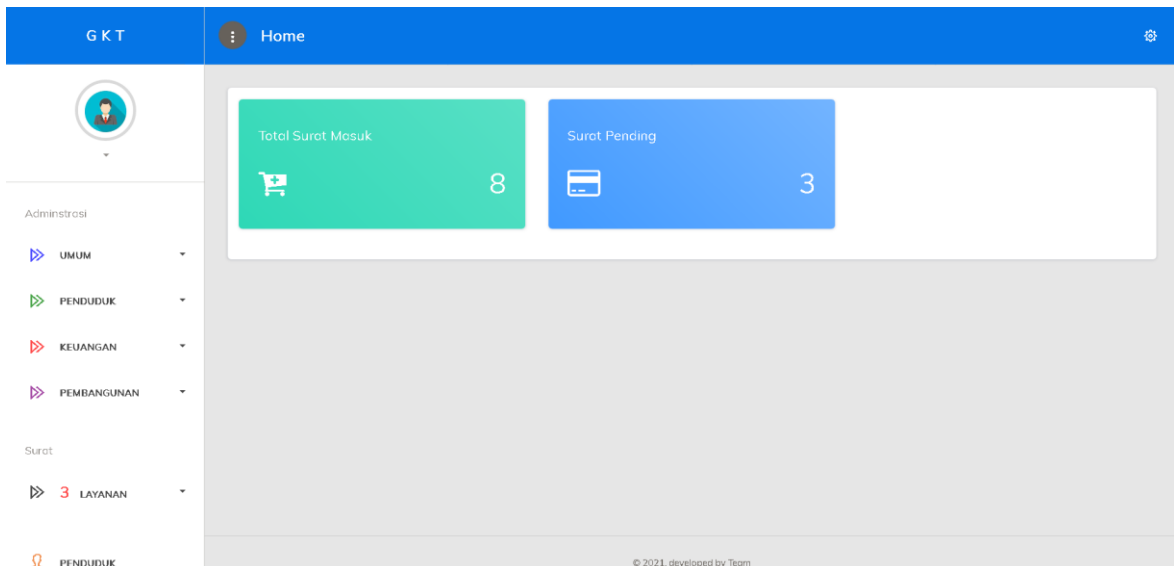 GKT
Home
Total Surat Masuk
8
Surat Pending
3
Adminstrasi
UMUM
PENDUDUK
KEUANGAN
PEMBANGUNAN
Surat
3 LAYANAN
PENDUDUK
© 2021, developed by Team